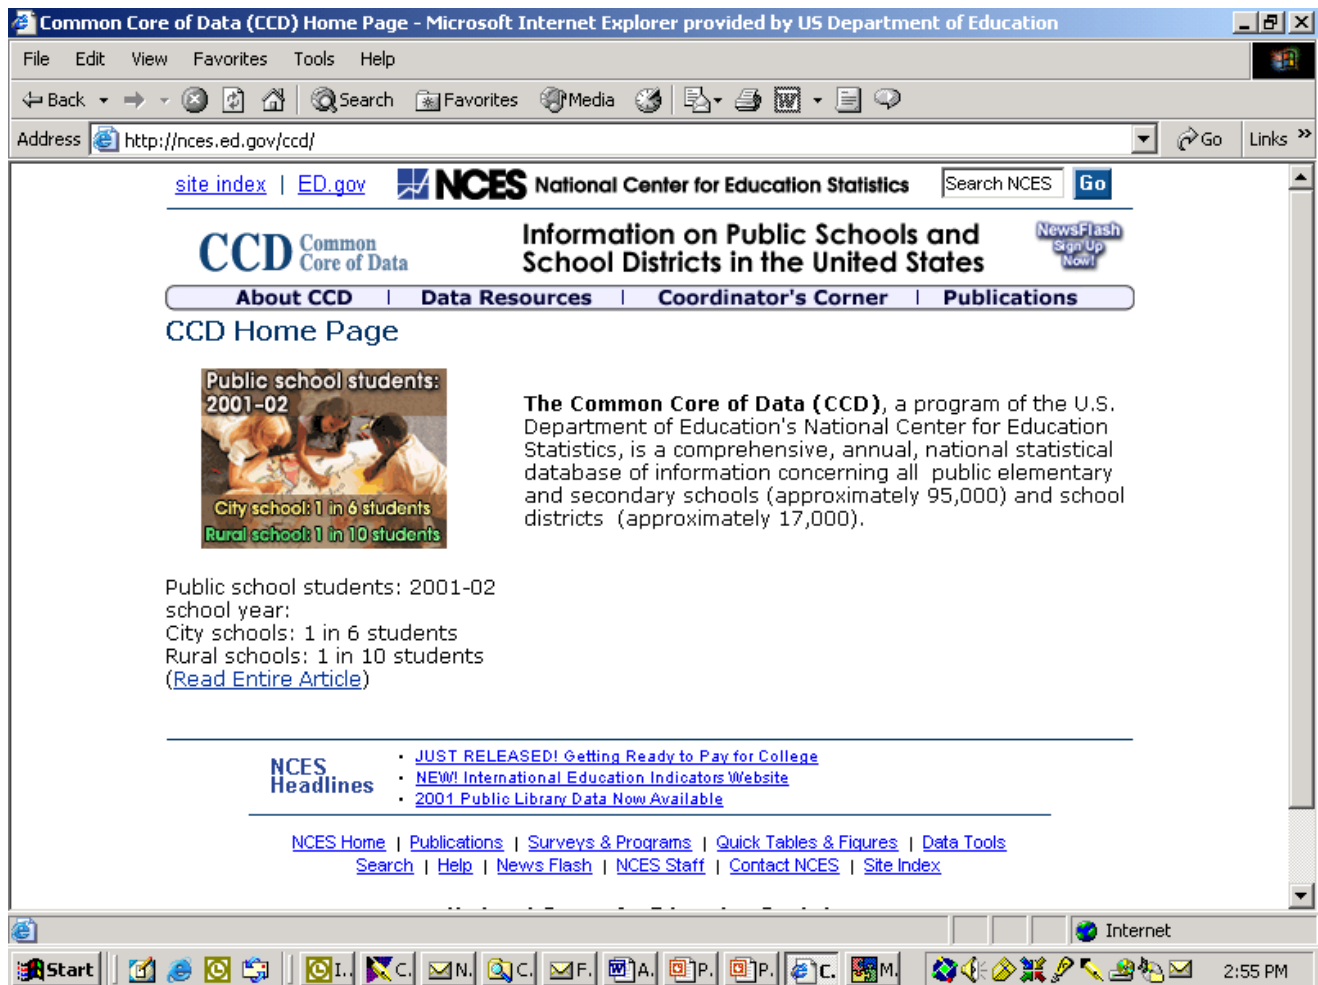 Common Core of Data (CCD) Home Page - Microsoft Internet Explorer provided by US Department of Education
File Edit View Favorites Tools Help
Back Search Favorites Media
Address http://nces.ed.gov/ccd/ Go Links »
site index | ED.gov NCES National Center for Education Statistics Search NCES Go
CCD Common Core of Data
Information on Public Schools and
School Districts in the United States
NewsFlash
Sign Up
Now!
About CCD | Data Resources | Coordinator's Corner | Publications
CCD Home Page
Public school students:
2001-02
City school: 1 in 6 students
Rural school: 1 in 10 students
The Common Core of Data (CCD), a program of the U.S.
Department of Education's National Center for Education
Statistics, is a comprehensive, annual, national statistical
database of information concerning all public elementary
and secondary schools (approximately 95,000) and school
districts (approximately 17,000).
Public school students: 2001-02
school year:
City schools: 1 in 6 students
Rural schools: 1 in 10 students
(Read Entire Article)
NCES
Headlines
· JUST RELEASED! Getting Ready to Pay for College
· NEW! International Education Indicators Website
· 2001 Public Library Data Now Available
NCES Home | Publications | Surveys & Programs | Quick Tables & Figures | Data Tools
Search | Help | News Flash | NCES Staff | Contact NCES | Site Index
Internet
Start I.. C. N. C. F. A. P. P. C. M. 2:55 PM